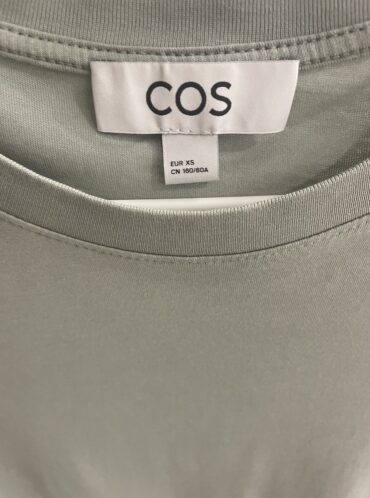 COS
EUR XS
CN 160/80A